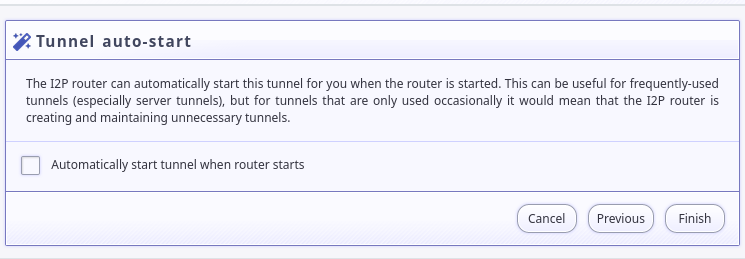 Tunnel auto-start
The I2P router can automatically start this tunnel for you when the router is started. This can be useful for frequently-used
tunnels (especially server tunnels), but for tunnels that are only used occasionally it would mean that the I2P router is
creating and maintaining unnecessary tunnels.
Automatically start tunnel when router starts
Cancel Previous Finish